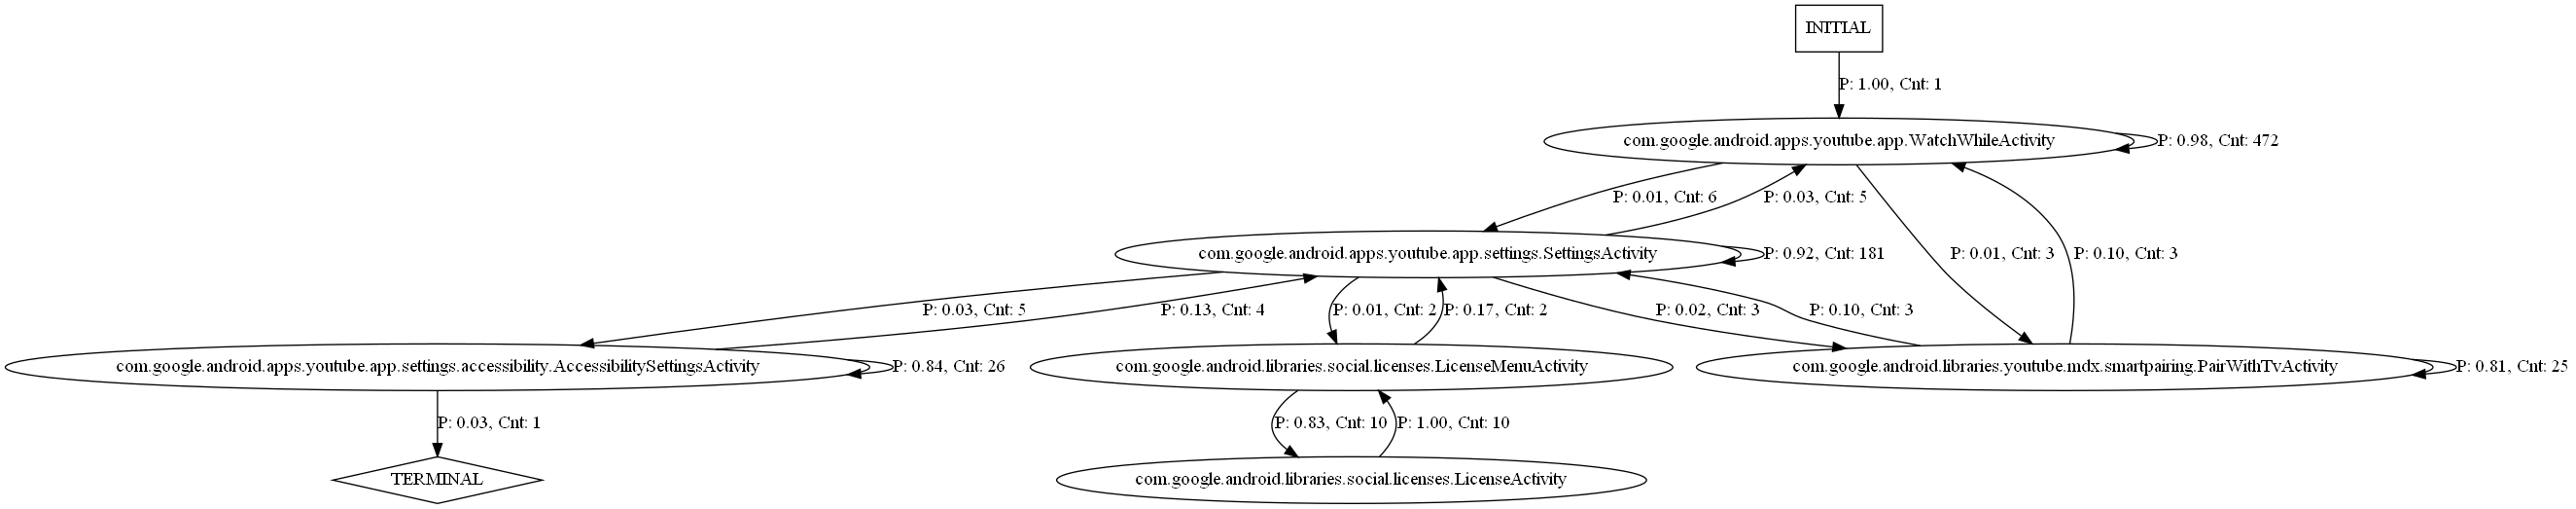 INITIAL
P: 1.00, Cnt: 1
com.google.android.apps.youtube.app.WatchWhileActivity
P: 0.98, Cnt: 472
P: 0.01, Cnt: 6
P: 0.03, Cnt: 5
com.google.android.apps.youtube.app.settings.SettingsActivity
P: 0.92, Cnt: 181
P: 0.01, Cnt: 3
P: 0.10, Cnt: 3
P: 0.03, Cnt: 5
P: 0.13, Cnt: 4
P: 0.01, Cnt: 2
P: 0.17, Cnt: 2
P: 0.02, Cnt: 3
P: 0.10, Cnt: 3
com.google.android.apps.youtube.app.settings.accessibility.AccessibilitySettingsActivity
P: 0.84, Cnt: 26
com.google.android.libraries.social.licenses.LicenseMenuActivity
com.google.android.libraries.youtube.mdx.smartpairing.PairWithTvActivity
P: 0.81, Cnt: 25
P: 0.03, Cnt: 1
P: 0.83, Cnt: 10
P: 1.00, Cnt: 10
TERMINAL
com.google.android.libraries.social.licenses.LicenseActivity